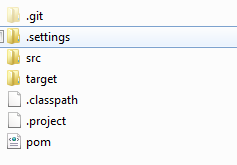 .git
.settings
src
target
.classpath
.project
pom